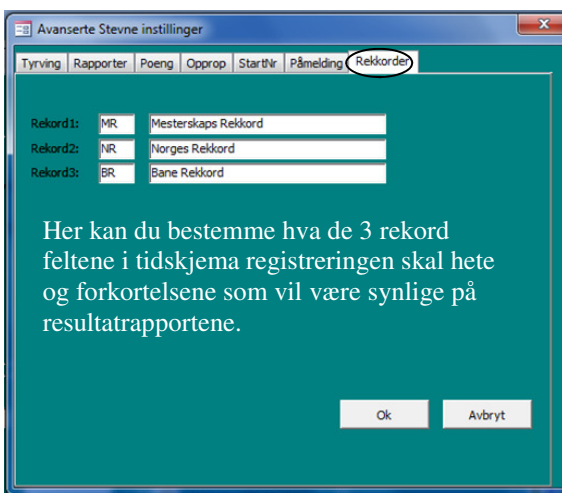 Avanserte Stevne instillinger
Tyrving Rapporter Poeng Opprop StartNr Påmelding Rekkorder
Rekord1: MR Mesterskaps Rekkord
Rekord2: NR Norges Rekkord
Rekord3: BR Bane Rekkord
Her kan du bestemme hva de 3 rekord
feltene i tidskjema registreringen skal hete
og forkortelsene som vil være synlige på
resultatrapportene.
Ok Avbryt